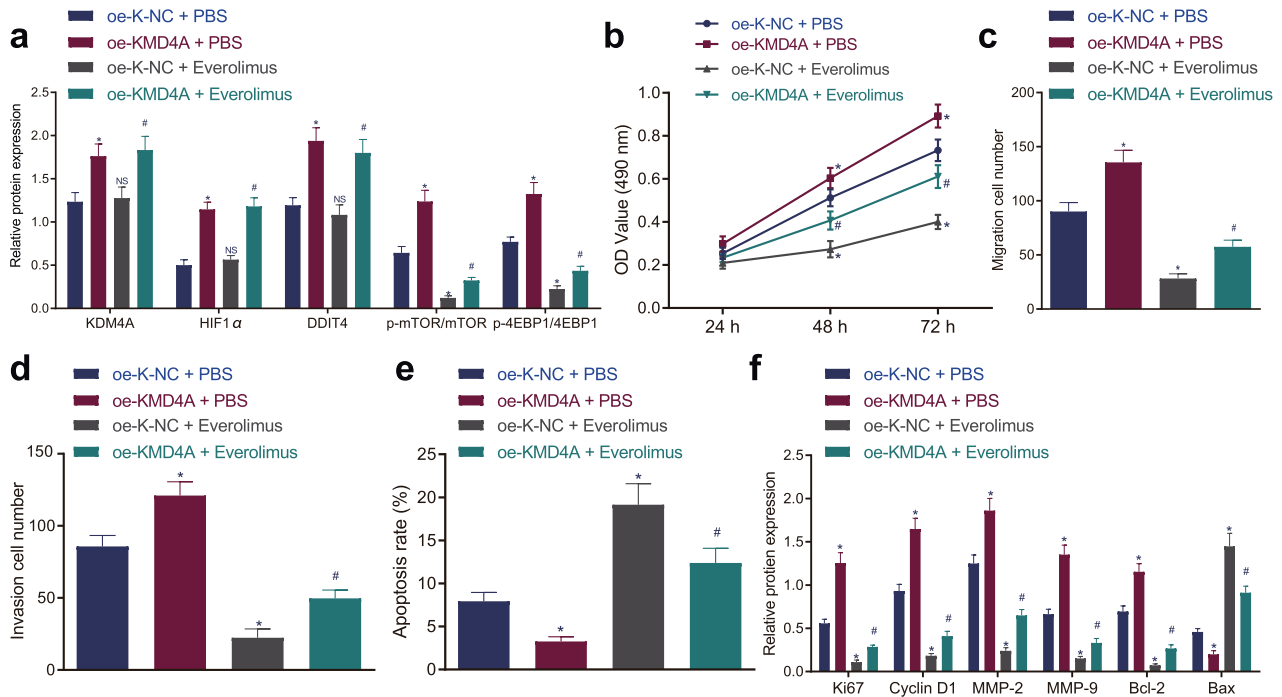 a
oe-K-NC + PBS
oe-KMD4A + PBS
oe-K-NC + Everolimus
oe-KMD4A + Everolimus
Relative protein expression
2.5
2.0
1.5
1.0
0.5
0.0
* NS #
* NS #
* NS #
* * #
* * #
KDM4A HIF1α DDIT4 p-mTOR/mTOR p-4EBP1/4EBP1
b
oe-K-NC + PBS
oe-KMD4A + PBS
oe-K-NC + Everolimus
oe-KMD4A + Everolimus
OD Value (490 nm)
1.0
0.8
0.6
0.4
0.2
0.0
* # *
* # *
24 h 48 h 72 h
c
oe-K-NC + PBS
oe-KMD4A + PBS
oe-K-NC + Everolimus
oe-KMD4A + Everolimus
Migration cell number
200
150
100
50
0
* * #
d
oe-K-NC + PBS
oe-KMD4A + PBS
oe-K-NC + Everolimus
oe-KMD4A + Everolimus
Invasion cell number
150
100
50
0
* * #
e
oe-K-NC + PBS
oe-KMD4A + PBS
oe-K-NC + Everolimus
oe-KMD4A + Everolimus
Apoptosis rate (%)
25
20
15
10
5
0
* * #
f
oe-K-NC + PBS
oe-KMD4A + PBS
oe-K-NC + Everolimus
oe-KMD4A + Everolimus
Relative protien expression
2.5
2.0
1.5
1.0
0.5
0.0
* * #
* * #
* * #
* * #
* * #
* * #
Ki67 Cyclin D1 MMP-2 MMP-9 Bcl-2 Bax